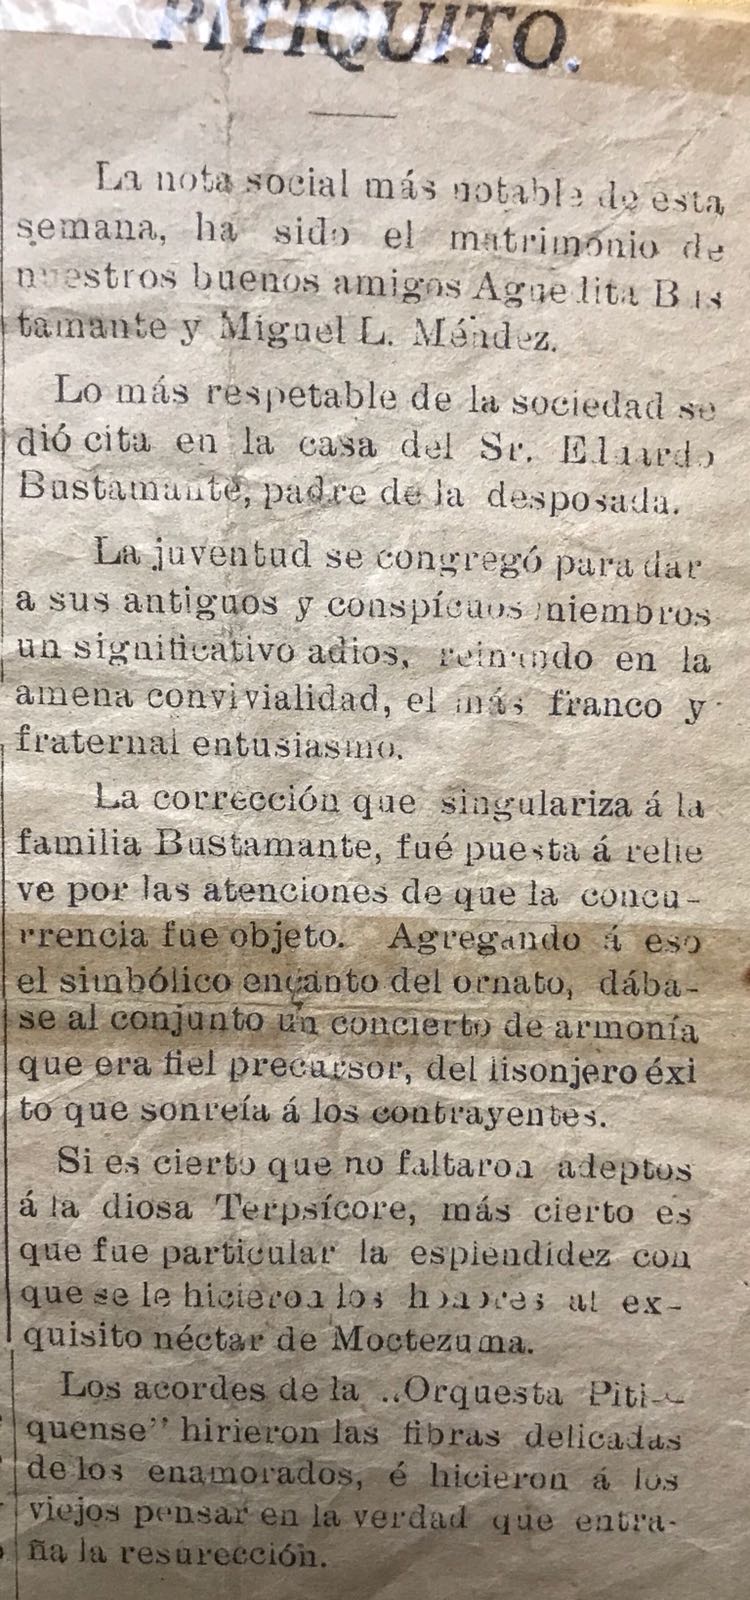 PITIQUITO.
La nota social más notable de esta
semana, ha sido el matrimonio de
nuestros buenos amigos Aguedita Bus
tamante y Miguel L. Méndez.
Lo más respetable de la sociedad se
dió cita en la casa del Sr. Eduardo
Bustamante, padre de la desposada.
La juventud se congregó para dar
a sus antiguos y conspícuos miembros
un significativo adios, reinando en la
amena convivialidad, el más franco y
fraternal entusiasmo.
La corrección que singulariza á la
familia Bustamante, fué puesta á relie
ve por las atenciones de que la concu-
rrencia fue objeto. Agregando á eso
el simbólico encanto del ornato, dába-
se al conjunto un concierto de armonía
que era fiel precursor, del lisonjero éxi
to que sonreía á los contrayentes.
Si es cierto que no faltaron adeptos
á la diosa Terpsícore, más cierto es
que fue particular la esplendidez con
que se le hicieron los honores al ex-
quisito néctar de Moctezuma.
Los acordes de la ,,Orquesta Piti-
quense" hirieron las fibras delicadas
de los enamorados, é hicieron á los
viejos pensar en la verdad que entra-
ña la resurección.